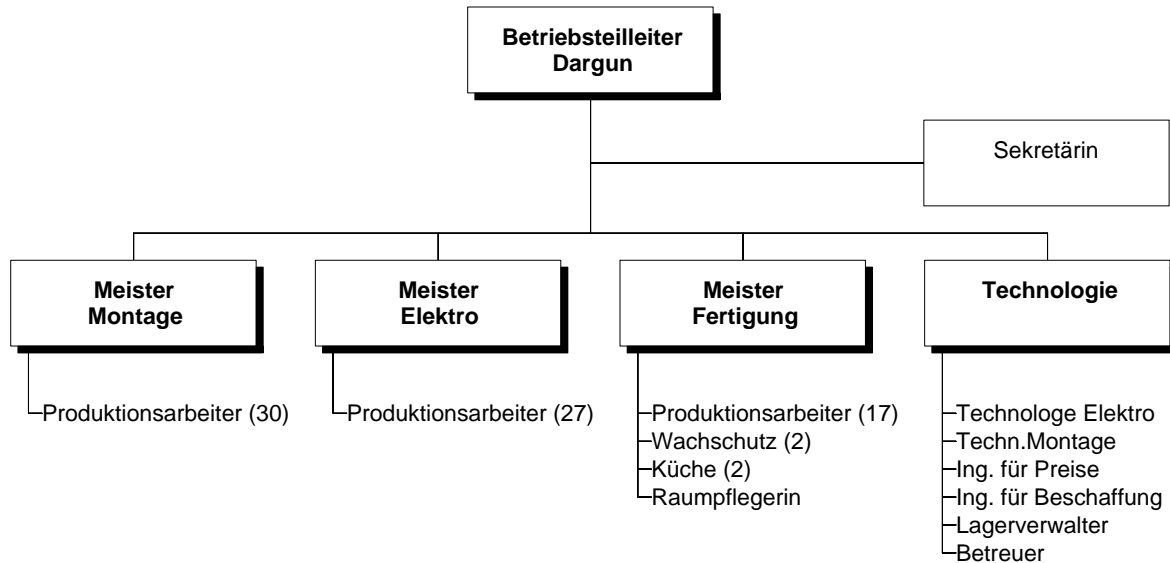 Betriebsteilleiter
Dargun
Sekretärin
Meister
Montage
Meister
Elektro
Meister
Fertigung
Technologie
Produktionsarbeiter (30)
Produktionsarbeiter (27)
Produktionsarbeiter (17)
Wachschutz (2)
Küche (2)
Raumpflegerin
Technologe Elektro
Techn.Montage
Ing. für Preise
Ing. für Beschaffung
Lagerverwalter
Betreuer